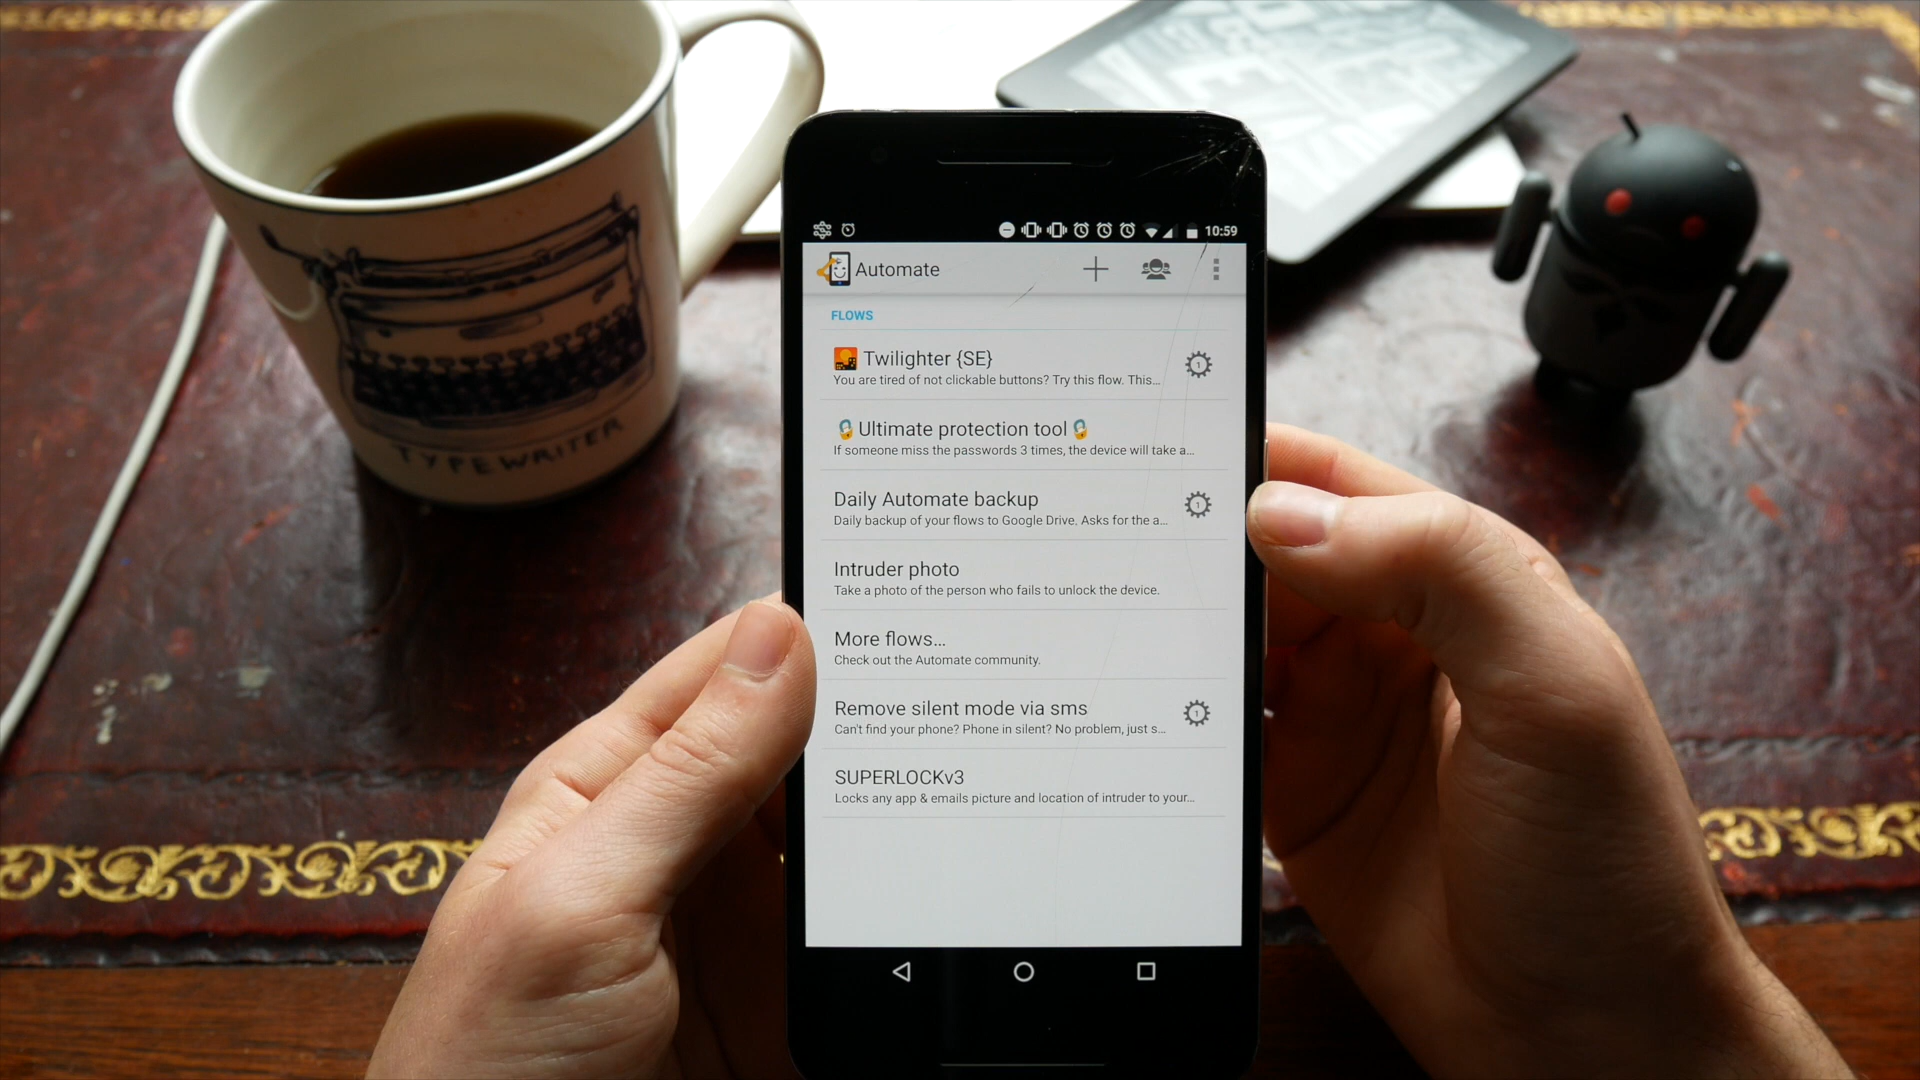 10:59
Automate
FLOWS
Twilighter {SE}
You are tired of not clickable buttons? Try this flow. This...
1
Ultimate protection tool
If someone miss the passwords 3 times, the device will take a...
Daily Automate backup
Daily backup of your flows to Google Drive. Asks for the a...
1
Intruder photo
Take a photo of the person who fails to unlock the device.
More flows...
Check out the Automate community.
Remove silent mode via sms
Can't find your phone? Phone in silent? No problem, just s...
1
SUPERLOCKv3
Locks any app & emails picture and location of intruder to your...
TYPEWRITER